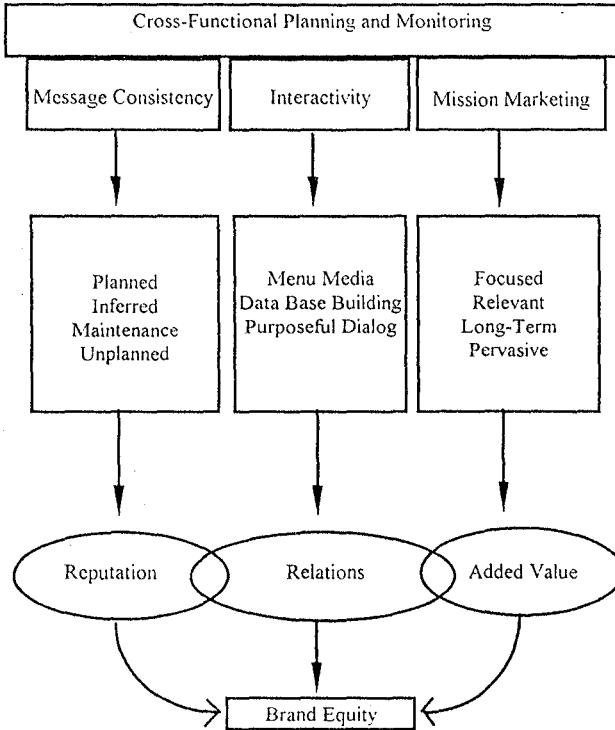 Cross-Functional Planning and Monitoring
Message Consistency
Interactivity
Mission Marketing
Planned
Inferred
Maintenance
Unplanned
Menu Media
Data Base Building
Purposeful Dialog
Focused
Relevant
Long-Term
Pervasive
Reputation
Relations
Added Value
Brand Equity